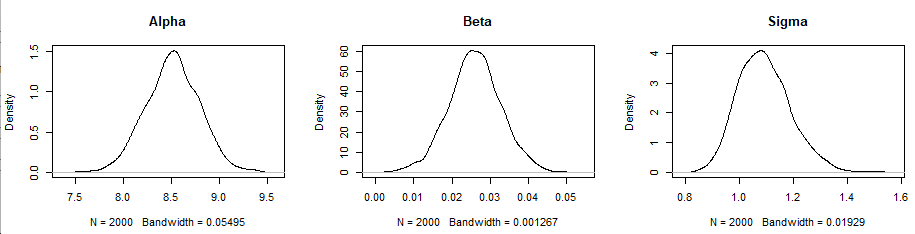 Alpha
Density
0.0 0.5 1.0 1.5
7.5 8.0 8.5 9.0 9.5
N = 2000 Bandwidth = 0.05495
Beta
Density
0 10 20 30 40 50 60
0.00 0.01 0.02 0.03 0.04 0.05
N = 2000 Bandwidth = 0.001267
Sigma
Density
0 1 2 3 4
0.8 1.0 1.2 1.4 1.6
N = 2000 Bandwidth = 0.01929